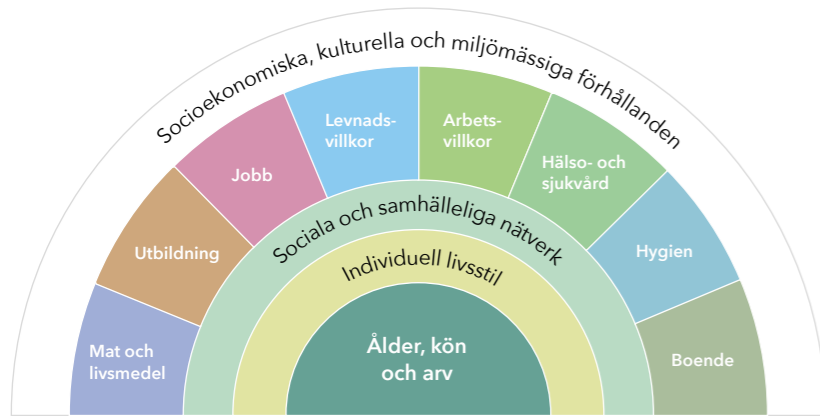 Socioekonomiska, kulturella och miljömässiga förhållanden
Mat och
livsmedel
Utbildning
Jobb
Levnads-
villkor
Arbets-
villkor
Hälso- och
sjukvård
Hygien
Boende
Sociala och samhälleliga nätverk
Individuell livsstil
Ålder, kön
och arv